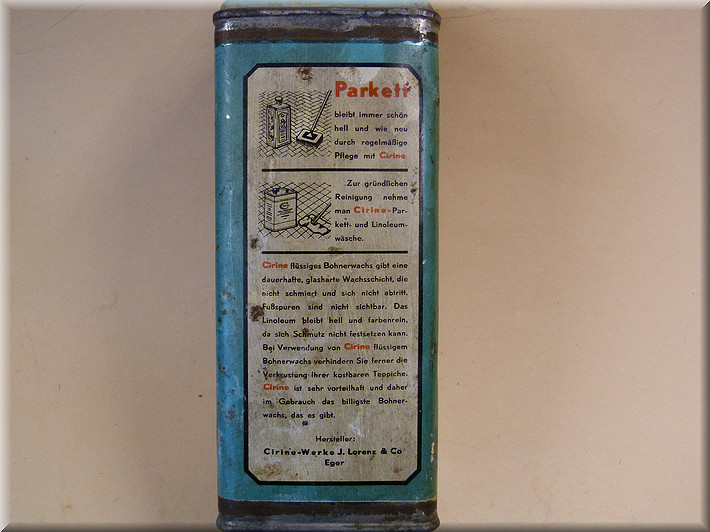 Parkett
bleibt immer schön
hell und wie neu
durch regelmäßige
Pflege mit Cirine
Zur gründlichen
Reinigung nehme
man Cirine-Par-
kett- und Linoleum-
wäsche.
Cirine flüssiges Bohnerwachs gibt eine
dauerhafte, glasharte Wachsschicht, die
nicht schmiert und sich nicht abtritt.
Fußspuren sind nicht sichtbar. Das
Linoleum bleibt hell und farbenrein,
da sich Schmutz nicht festsetzen kann.
Bei Verwendung von Cirine flüssigem
Bohnerwachs verhindern Sie ferner die
Verkrustung Ihrer kostbaren Teppiche.
Cirine ist sehr vorteilhaft und daher
im Gebrauch das billigste Bohner-
wachs, das es gibt.
Hersteller:
Cirine-Werke J. Lorenz & Co
Eger